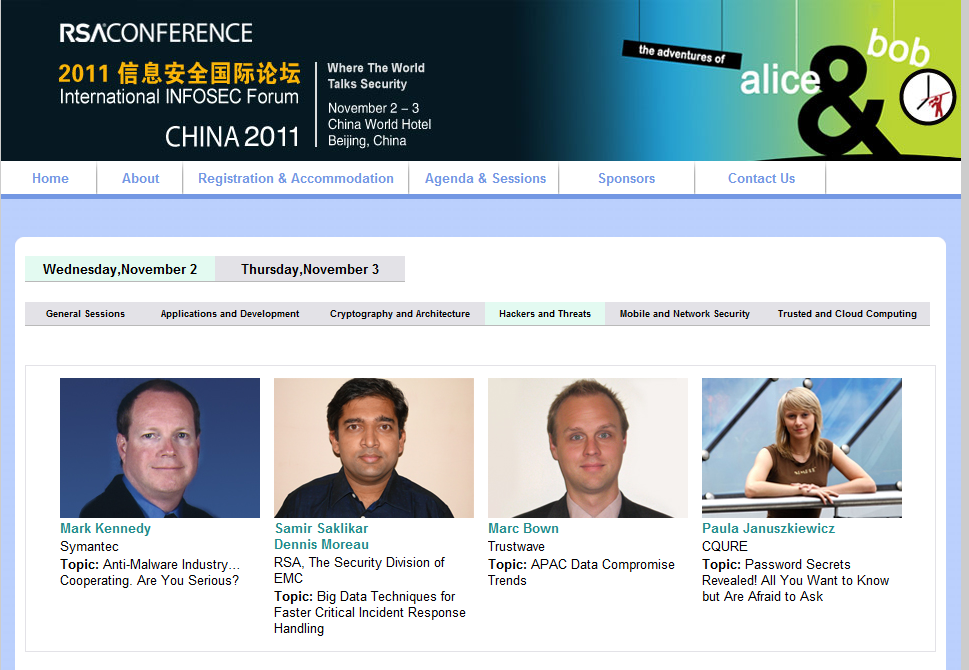 RSACONFERENCE
2011 信息安全国际论坛
International INFOSEC Forum
CHINA 2011
Where The World
Talks Security
November 2 – 3
China World Hotel
Beijing, China
the adventures of
alice & bob
Home About Registration & Accommodation Agenda & Sessions Sponsors Contact Us
Wednesday,November 2 Thursday,November 3
General Sessions Applications and Development Cryptography and Architecture Hackers and Threats Mobile and Network Security Trusted and Cloud Computing
Mark Kennedy
Symantec
Topic: Anti-Malware Industry…
Cooperating. Are You Serious?
Samir Saklikar
Dennis Moreau
RSA, The Security Division of
EMC
Topic: Big Data Techniques for
Faster Critical Incident Response
Handling
Marc Bown
Trustwave
Topic: APAC Data Compromise
Trends
Paula Januszkiewicz
CQURE
Topic: Password Secrets
Revealed! All You Want to Know
but Are Afraid to Ask